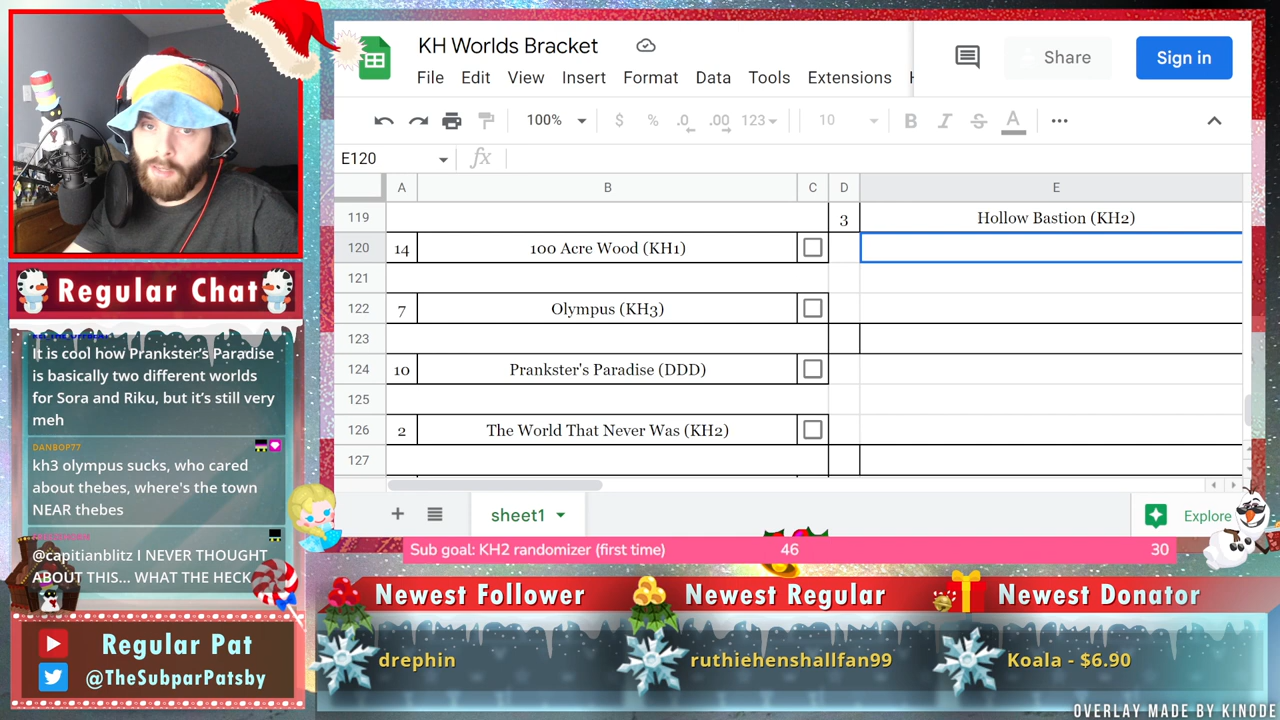 KH Worlds Bracket
Share
Sign in
File Edit View Insert Format Data Tools Extensions
100% $ % .0 .00 123 10 B I S A
E120 fx
A B C D E
119 3 Hollow Bastion (KH2)
120 14 100 Acre Wood (KH1)
121
122 7 Olympus (KH3)
123
124 10 Prankster's Paradise (DDD)
125
126 2 The World That Never Was (KH2)
127
sheet1
Explore
Regular Chat
It is cool how Prankster's Paradise
is basically two different worlds
for Sora and Riku, but it's still very
meh
DANBOP77
kh3 olympus sucks, who cared
about thebes, where's the town
NEAR thebes
@capitianblitz I NEVER THOUGHT
ABOUT THIS... WHAT THE HECK
Regular Pat
@TheSubparPatsby
Sub goal: KH2 randomizer (first time) 46 30
Newest Follower
drephin
Newest Regular
ruthiehenshallfan99
Newest Donator
Koala - $6.90
OVERLAY MADE BY KINODE